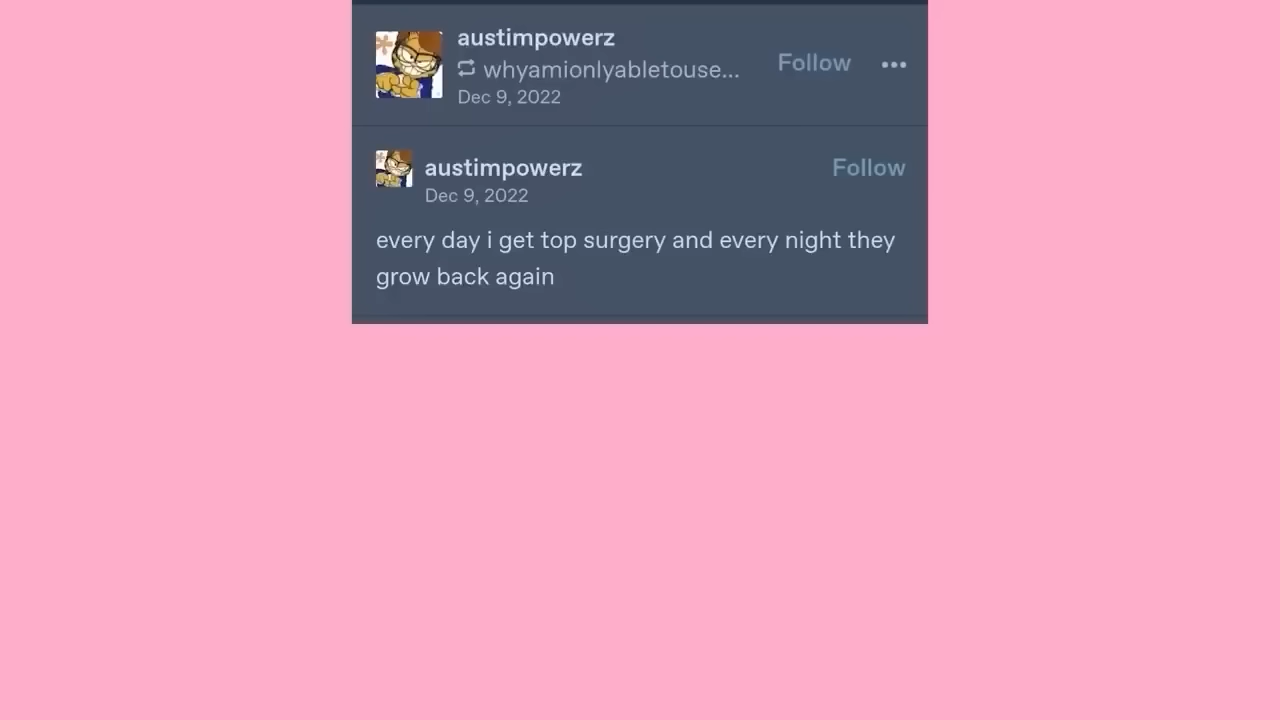 austimpowerz
whyamionlyabletouse...
Follow
Dec 9, 2022
austimpowerz
Follow
Dec 9, 2022
every day i get top surgery and every night they
grow back again